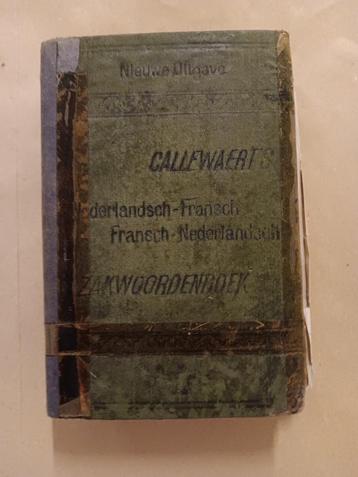 Nieuwe Uitgave
CALLEWAERT'S
Nederlandsch-Fransch
Fransch-Nederlandsch
ZAKWOORDENBOEK